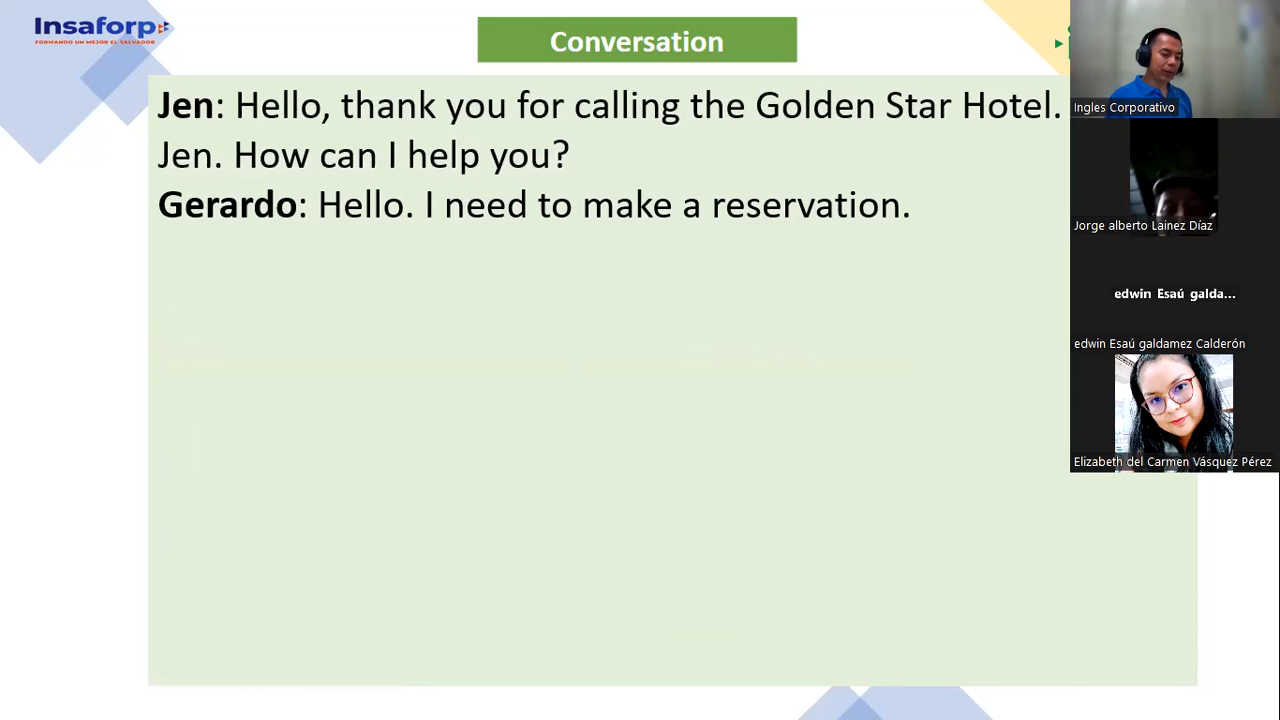 Insaforp
FORMANDO UN MEJOR EL SALVADOR
Conversation
Jen: Hello, thank you for calling the Golden Star Hotel.
Jen. How can I help you?
Gerardo: Hello. I need to make a reservation.
Ingles Corporativo
Jorge alberto Lainez Díaz
edwin Esaú galda...
edwin Esaú galdamez Calderón
Elizabeth del Carmen Vásquez Pérez